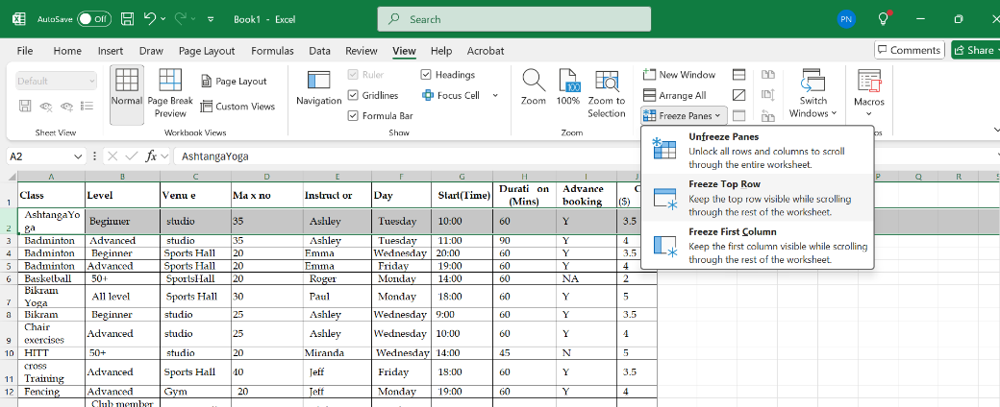 AutoSave Off Book1 - Excel Search PN
File Home Insert Draw Page Layout Formulas Data Review View Help Acrobat Comments Share
Default
Normal Page Break Preview Page Layout Custom Views
Navigation Ruler Gridlines Formula Bar Headings Focus Cell
Zoom 100% Zoom to Selection
New Window Arrange All Freeze Panes
Switch Windows Macros
Sheet View Workbook Views Show Zoom os
Unfreeze Panes
Unlock all rows and columns to scroll
through the entire worksheet.
Freeze Top Row
Keep the top row visible while scrolling
through the rest of the worksheet.
Freeze First Column
Keep the first column visible while scrolling
through the rest of the worksheet.
A2 fx AshtangaYoga
A B C D E F G H I J P Q R S
1 Class Level Venu e Ma x no Instruct or Day Start(Time) Durati on (Mins) Advance booking C ($)
2 AshtangaYo ga Beginner studio 35 Ashley Tuesday 10:00 60 Y 3.5
3 Badminton Advanced studio 35 Ashley Tuesday 11:00 90 Y 4
4 Badminton Beginner Sports Hall 20 Emma Wednesday 20:00 60 Y 3.5
5 Badminton Advanced Sports Hall 20 Emma Friday 19:00 60 Y 4
6 Basketball 50+ SportsHall 20 Roger Monday 14:00 60 NA 2
7 Bikram Yoga All level Sports Hall 30 Paul Monday 18:00 60 Y 5
8 Bikram Beginner studio 25 Ashley Wednesday 9:00 60 Y 3.5
9 Chair exercises Advanced studio 25 Ashley Wednesday 10:00 60 Y 4
10 HITT 50+ studio 20 Miranda Wednesday 14:00 45 N 5
11 cross Training Advanced Sports Hall 40 Jeff Friday 18:00 60 Y 3.5
12 Fencing Advanced Gym 20 Jeff Monday 19:00 60 Y 4
Club member